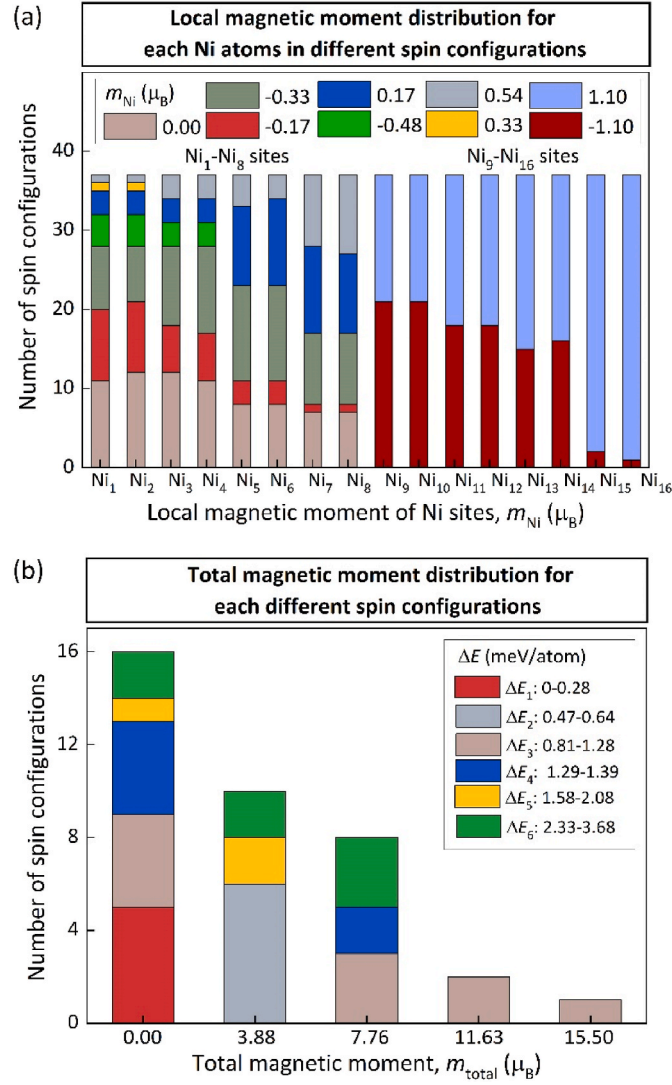 (a)
Local magnetic moment distribution for
each Ni atoms in different spin configurations
m_Ni (μ_B) -0.33 0.17 0.54 1.10
0.00 -0.17 -0.48 0.33 -1.10
Ni₁-Ni₈ sites Ni₉-Ni₁₆ sites
Number of spin configurations
40
30
20
10
0
Ni₁ Ni₂ Ni₃ Ni₄ Ni₅ Ni₆ Ni₇ Ni₈ Ni₉ Ni₁₀ Ni₁₁ Ni₁₂ Ni₁₃ Ni₁₄ Ni₁₅ Ni₁₆
Local magnetic moment of Ni sites, m_Ni (μ_B)
(b)
Total magnetic moment distribution for
each different spin configurations
Number of spin configurations
16
12
8
4
0
ΔE (meV/atom)
ΔE₁: 0-0.28
ΔE₂: 0.47-0.64
ΔE₃: 0.81-1.28
ΔE₄: 1.29-1.39
ΔE₅: 1.58-2.08
ΔE₆: 2.33-3.68
0.00 3.88 7.76 11.63 15.50
Total magnetic moment, m_total (μ_B)